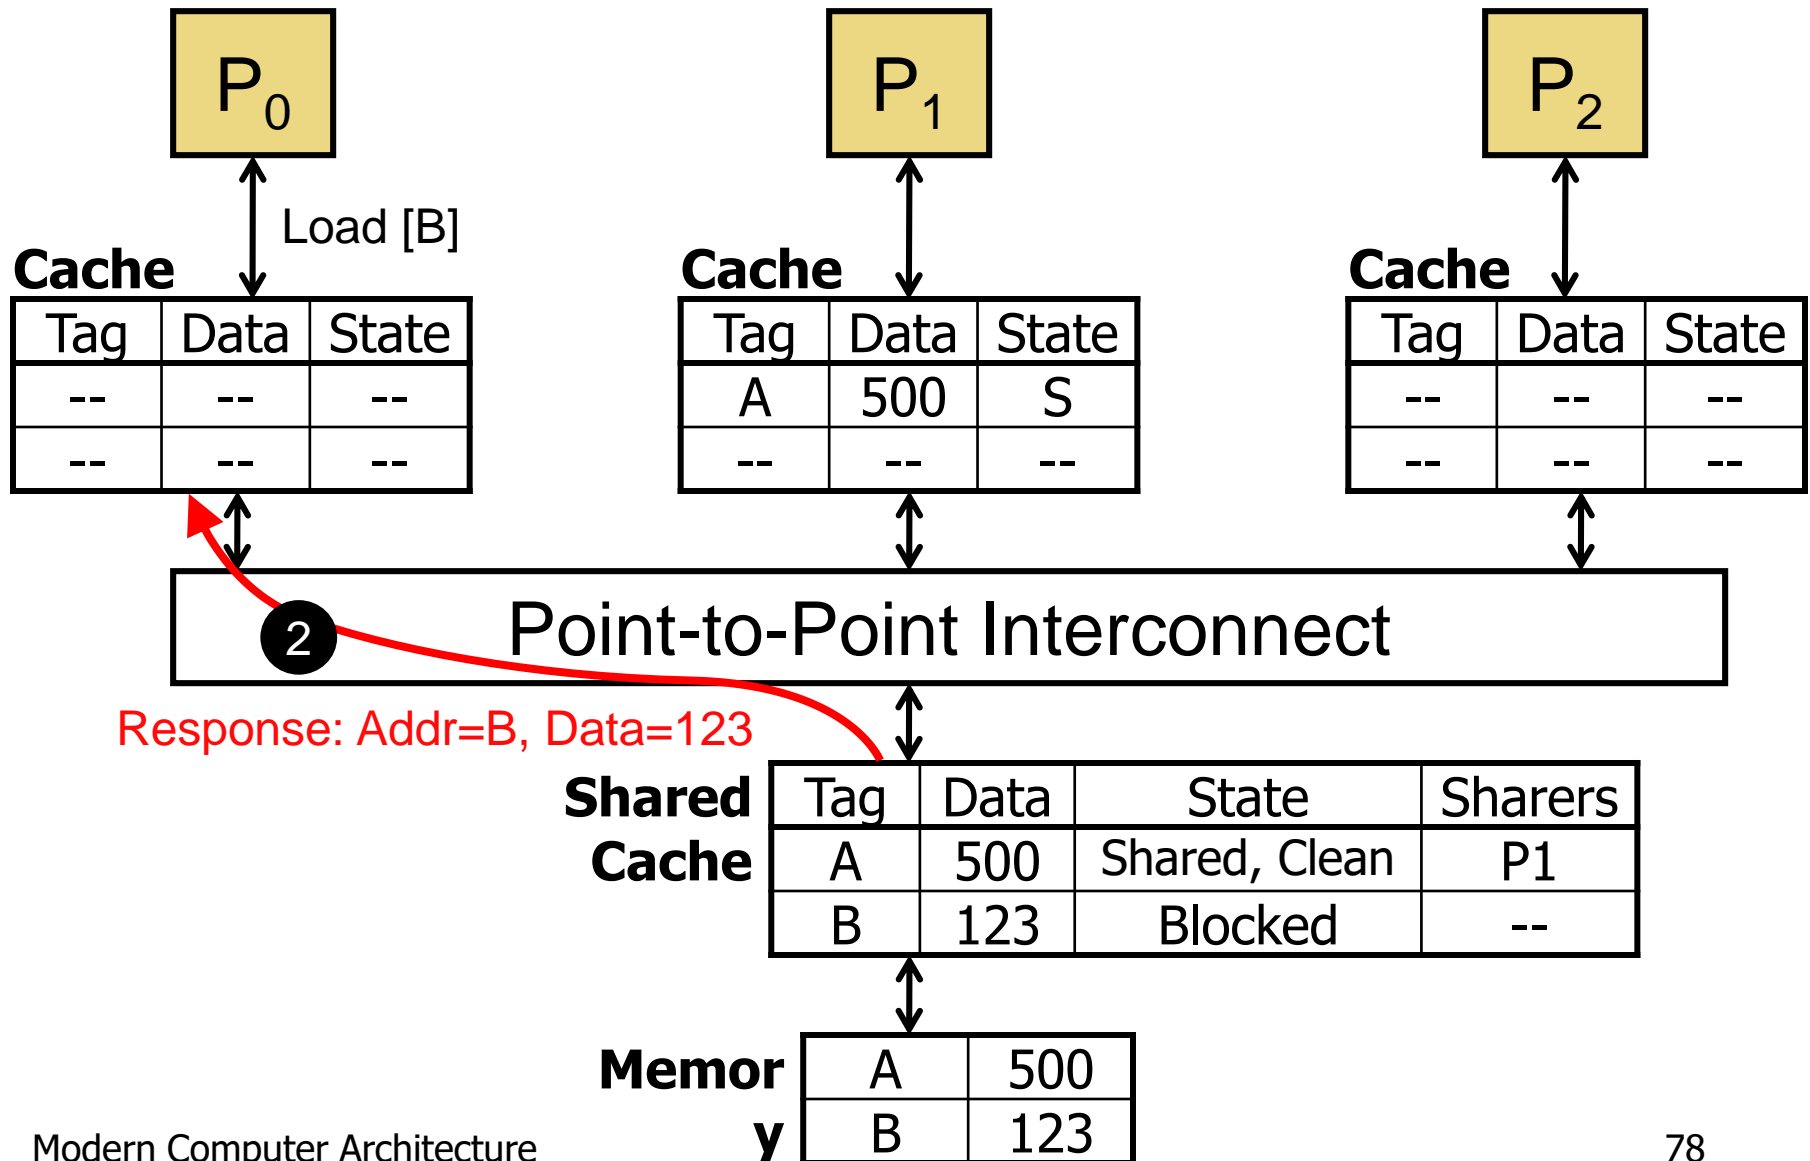 P0 P1 P2
Load [B]
Cache Cache Cache
Tag Data State Tag Data State Tag Data State
-- -- -- A 500 S -- -- --
-- -- -- -- -- -- -- -- --
2 Point-to-Point Interconnect
Response: Addr=B, Data=123
Shared Tag Data State Sharers
Cache A 500 Shared, Clean P1
B 123 Blocked --
Memor A 500
y B 123
Modern Computer Architecture 78